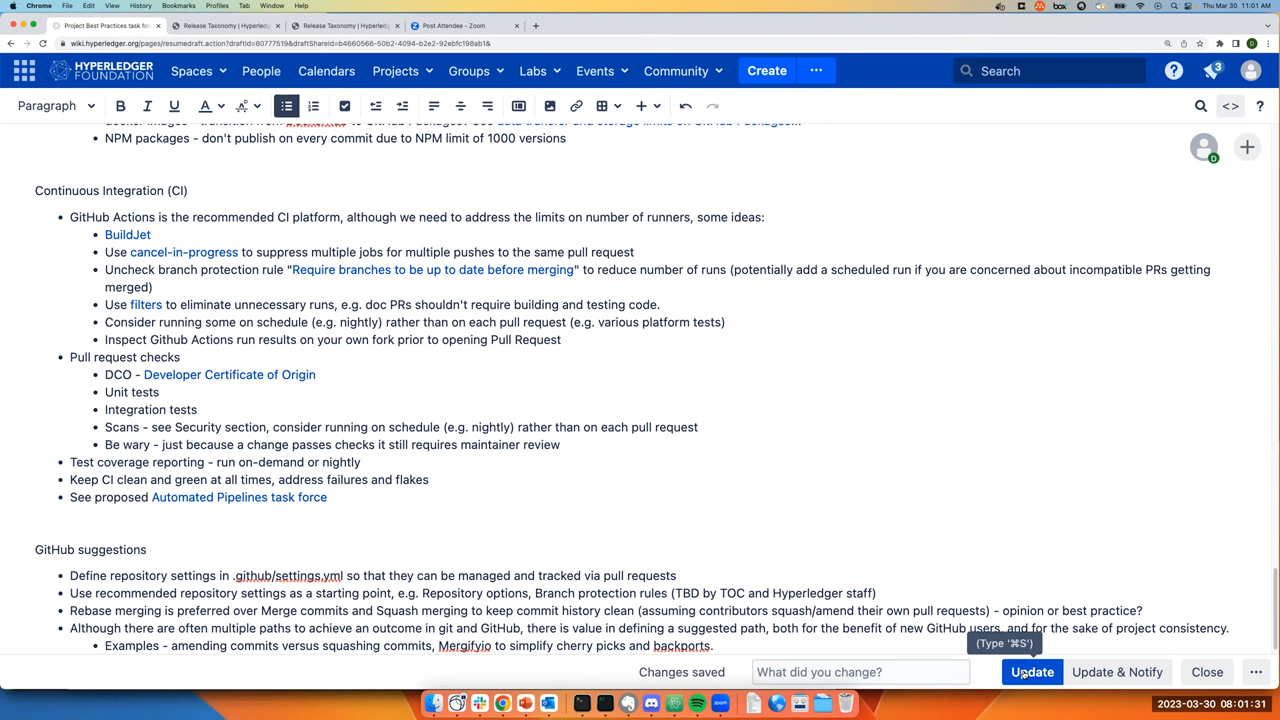 Chrome File Edit View History Bookmarks Profiles Tab Window Help
box
Thu Mar 30 11:01 AM
Project Best Practices task for
Release Taxonomy | Hyperledg
Release Taxonomy | Hyperledg
Post Attendee - Zoom
wiki.hyperledger.org/pages/resumedraft.action?draftId=80777519&draftShareId=b4660566-50b2-4094-b2e2-92ebfc198ab1&
HYPERLEDGER FOUNDATION
Spaces People Calendars Projects Groups Labs Events Community Create Search 3
Paragraph B I U A
NPM packages - don't publish on every commit due to NPM limit of 1000 versions
Continuous Integration (CI)
GitHub Actions is the recommended CI platform, although we need to address the limits on number of runners, some ideas:
BuildJet
Use cancel-in-progress to suppress multiple jobs for multiple pushes to the same pull request
Uncheck branch protection rule "Require branches to be up to date before merging" to reduce number of runs (potentially add a scheduled run if you are concerned about incompatible PRs getting
merged)
Use filters to eliminate unnecessary runs, e.g. doc PRs shouldn't require building and testing code.
Consider running some on schedule (e.g. nightly) rather than on each pull request (e.g. various platform tests)
Inspect Github Actions run results on your own fork prior to opening Pull Request
Pull request checks
DCO - Developer Certificate of Origin
Unit tests
Integration tests
Scans - see Security section, consider running on schedule (e.g. nightly) rather than on each pull request
Be wary - just because a change passes checks it still requires maintainer review
Test coverage reporting - run on-demand or nightly
Keep CI clean and green at all times, address failures and flakes
See proposed Automated Pipelines task force
GitHub suggestions
Define repository settings in .github/settings.yml so that they can be managed and tracked via pull requests
Use recommended repository settings as a starting point, e.g. Repository options, Branch protection rules (TBD by TOC and Hyperledger staff)
Rebase merging is preferred over Merge commits and Squash merging to keep commit history clean (assuming contributors squash/amend their own pull requests) - opinion or best practice?
Although there are often multiple paths to achieve an outcome in git and GitHub, there is value in defining a suggested path, both for the benefit of new GitHub users, and for the sake of project consistency.
(Type '⌘S')
Examples - amending commits versus squashing commits, Mergifyio to simplify cherry picks and backports.
Changes saved
What did you change?
Update
Update & Notify
Close
zoom
2023-03-30 08:01:31